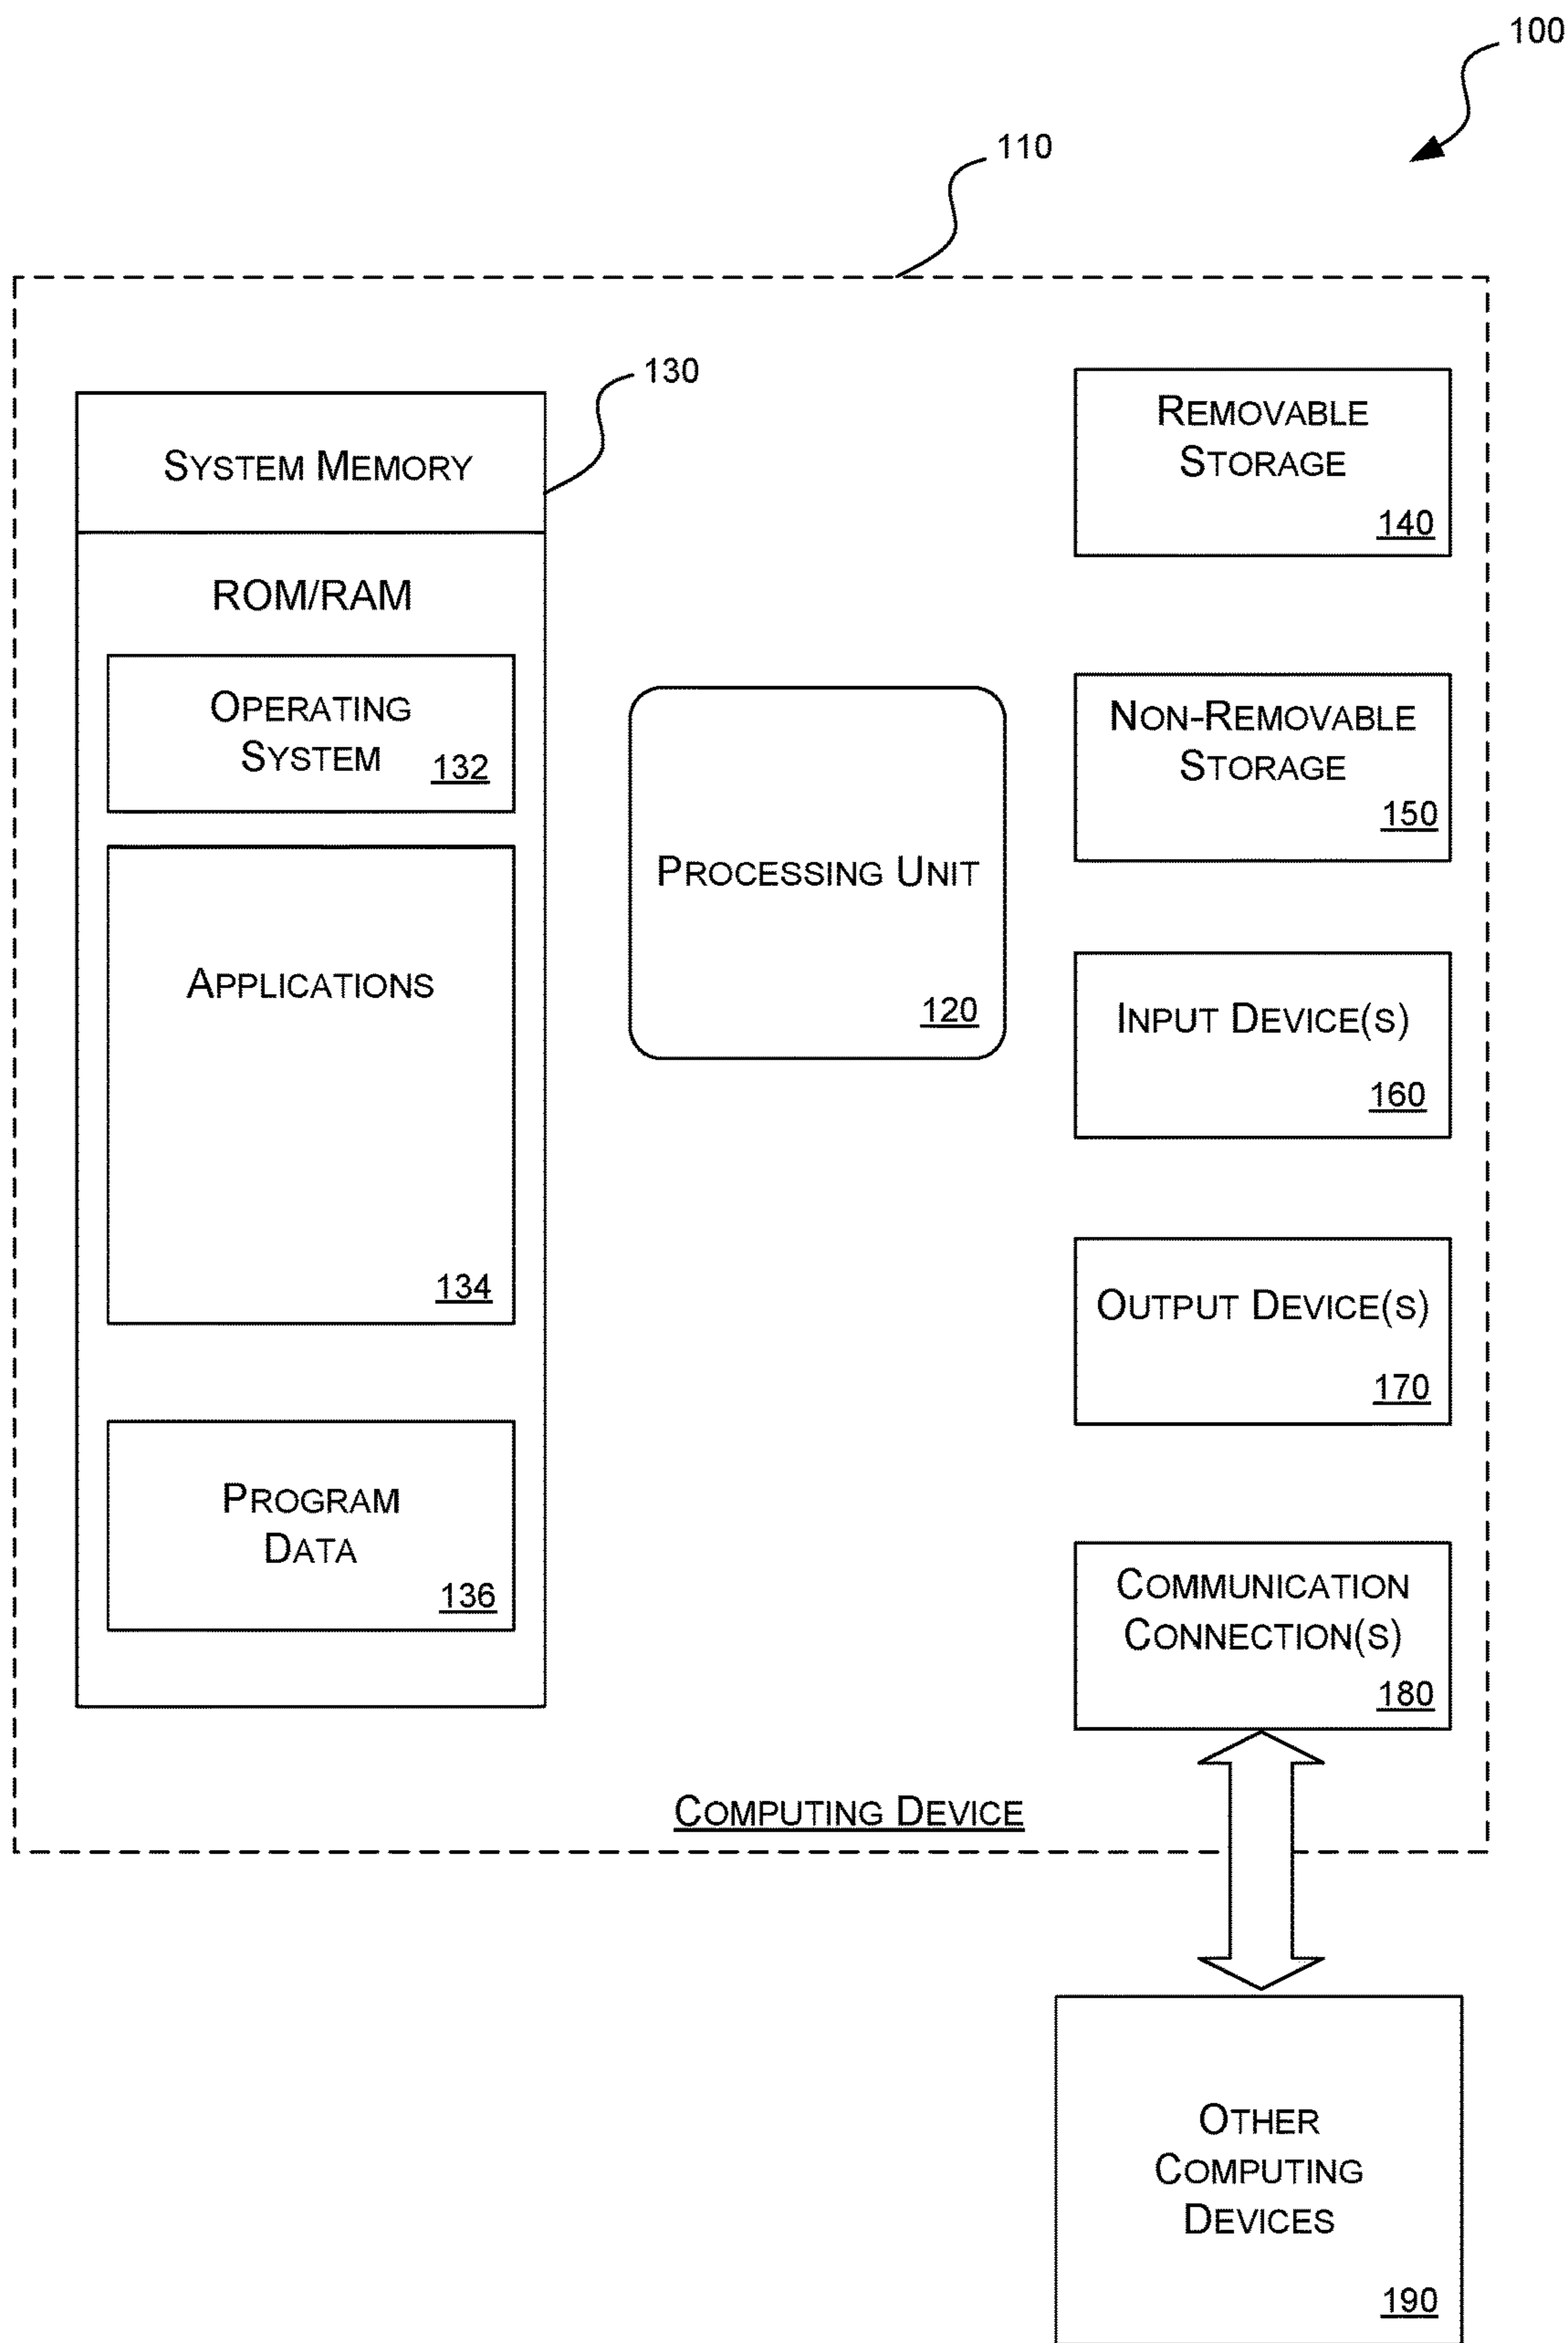 100
110
130
SYSTEM MEMORY
ROM/RAM
OPERATING
SYSTEM
132
APPLICATIONS
134
PROGRAM
DATA
136
PROCESSING UNIT
120
REMOVABLE
STORAGE
140
NON-REMOVABLE
STORAGE
150
INPUT DEVICE(S)
160
OUTPUT DEVICE(S)
170
COMMUNICATION
CONNECTION(S)
180
COMPUTING DEVICE
OTHER
COMPUTING
DEVICES
190